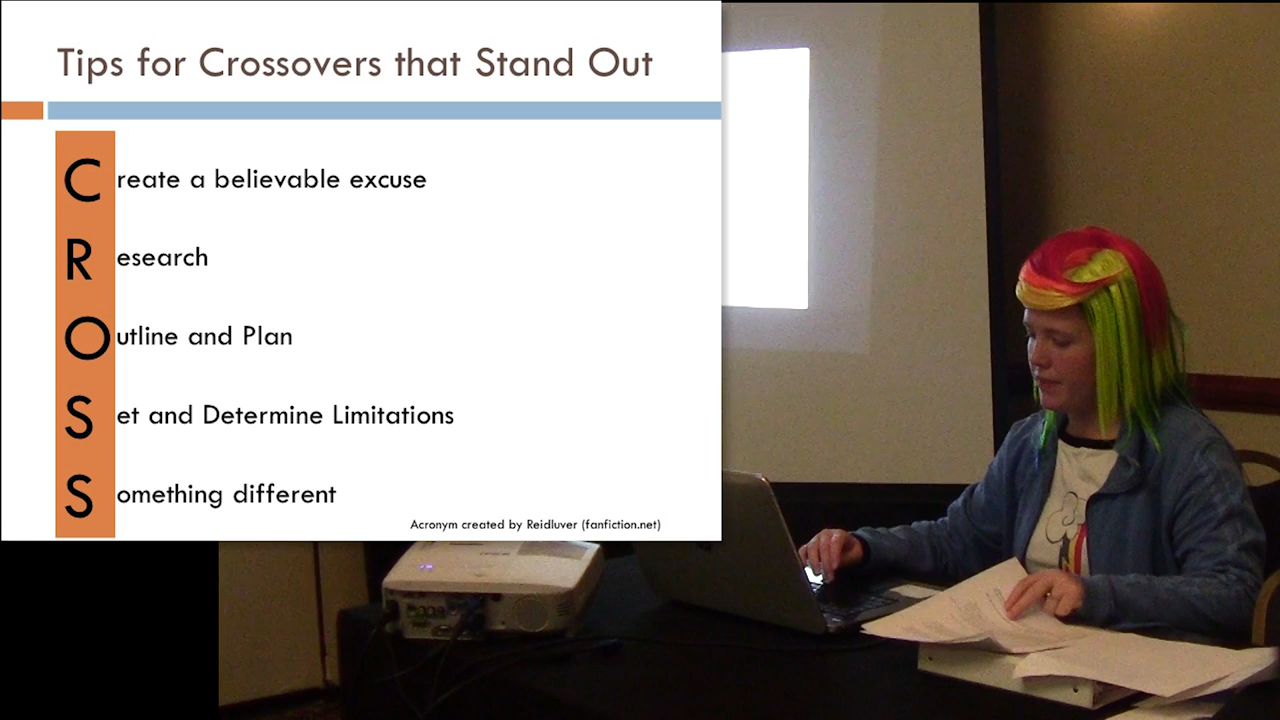 Tips for Crossovers that Stand Out
Create a believable excuse
Research
Outline and Plan
Set and Determine Limitations
Something different
Acronym created by Reidluver (fanfiction.net)